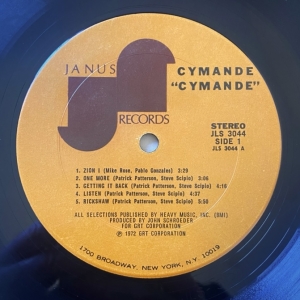 JANUS
RECORDS
CYMANDE
"CYMANDE"
STEREO
JLS 3044
SIDE 1
JLS 3044 A
1. ZION I (Mike Rose, Pablo Gonzales) 3:29
2. ONE MORE (Patrick Patterson, Steve Scipio) 3:06
3. GETTING IT BACK (Patrick Patterson, Steve Scipio) 4:18
4. LISTEN (Patrick Patterson, Steve Scipio) 4:37
5. RICKSHAW (Patrick Patterson, Steve Scipio) 5:50
ALL SELECTIONS PUBLISHED BY HEAVY MUSIC, INC. (BMI)
PRODUCED BY JOHN SCHROEDER
FOR GRT CORPORATION
℗ 1972 GRT CORPORATION
1700 BROADWAY, NEW YORK, N.Y. 10019